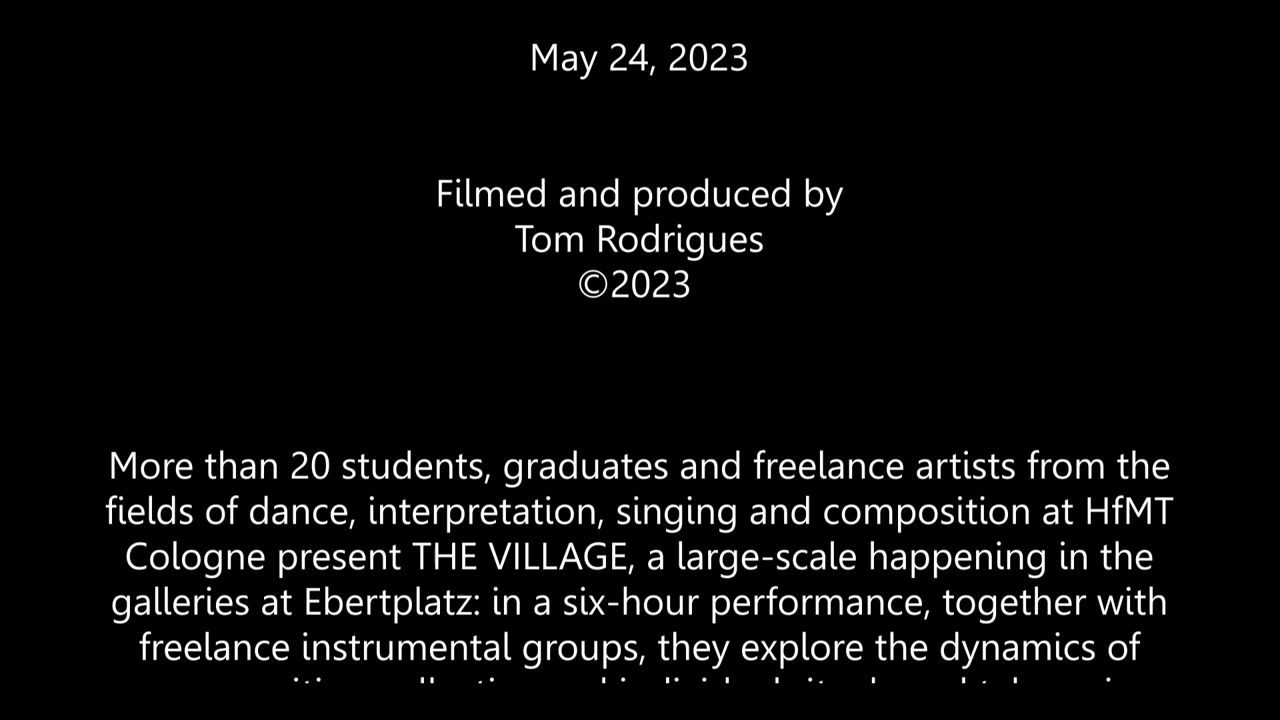 May 24, 2023
Filmed and produced by
Tom Rodrigues
©2023
More than 20 students, graduates and freelance artists from the
fields of dance, interpretation, singing and composition at HfMT
Cologne present THE VILLAGE, a large-scale happening in the
galleries at Ebertplatz: in a six-hour performance, together with
freelance instrumental groups, they explore the dynamics of